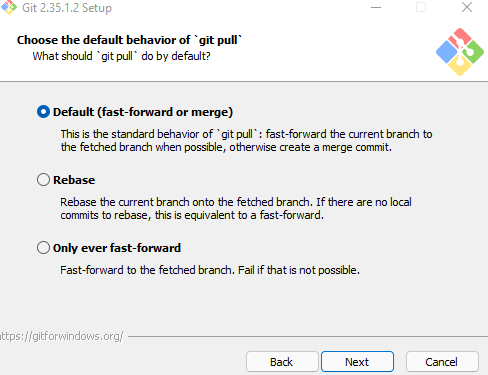 Git 2.35.1.2 Setup
Choose the default behavior of `git pull`
What should `git pull` do by default?
Default (fast-forward or merge)
This is the standard behavior of `git pull`: fast-forward the current branch to
the fetched branch when possible, otherwise create a merge commit.
Rebase
Rebase the current branch onto the fetched branch. If there are no local
commits to rebase, this is equivalent to a fast-forward.
Only ever fast-forward
Fast-forward to the fetched branch. Fail if that is not possible.
https://gitforwindows.org/
Back
Next
Cancel